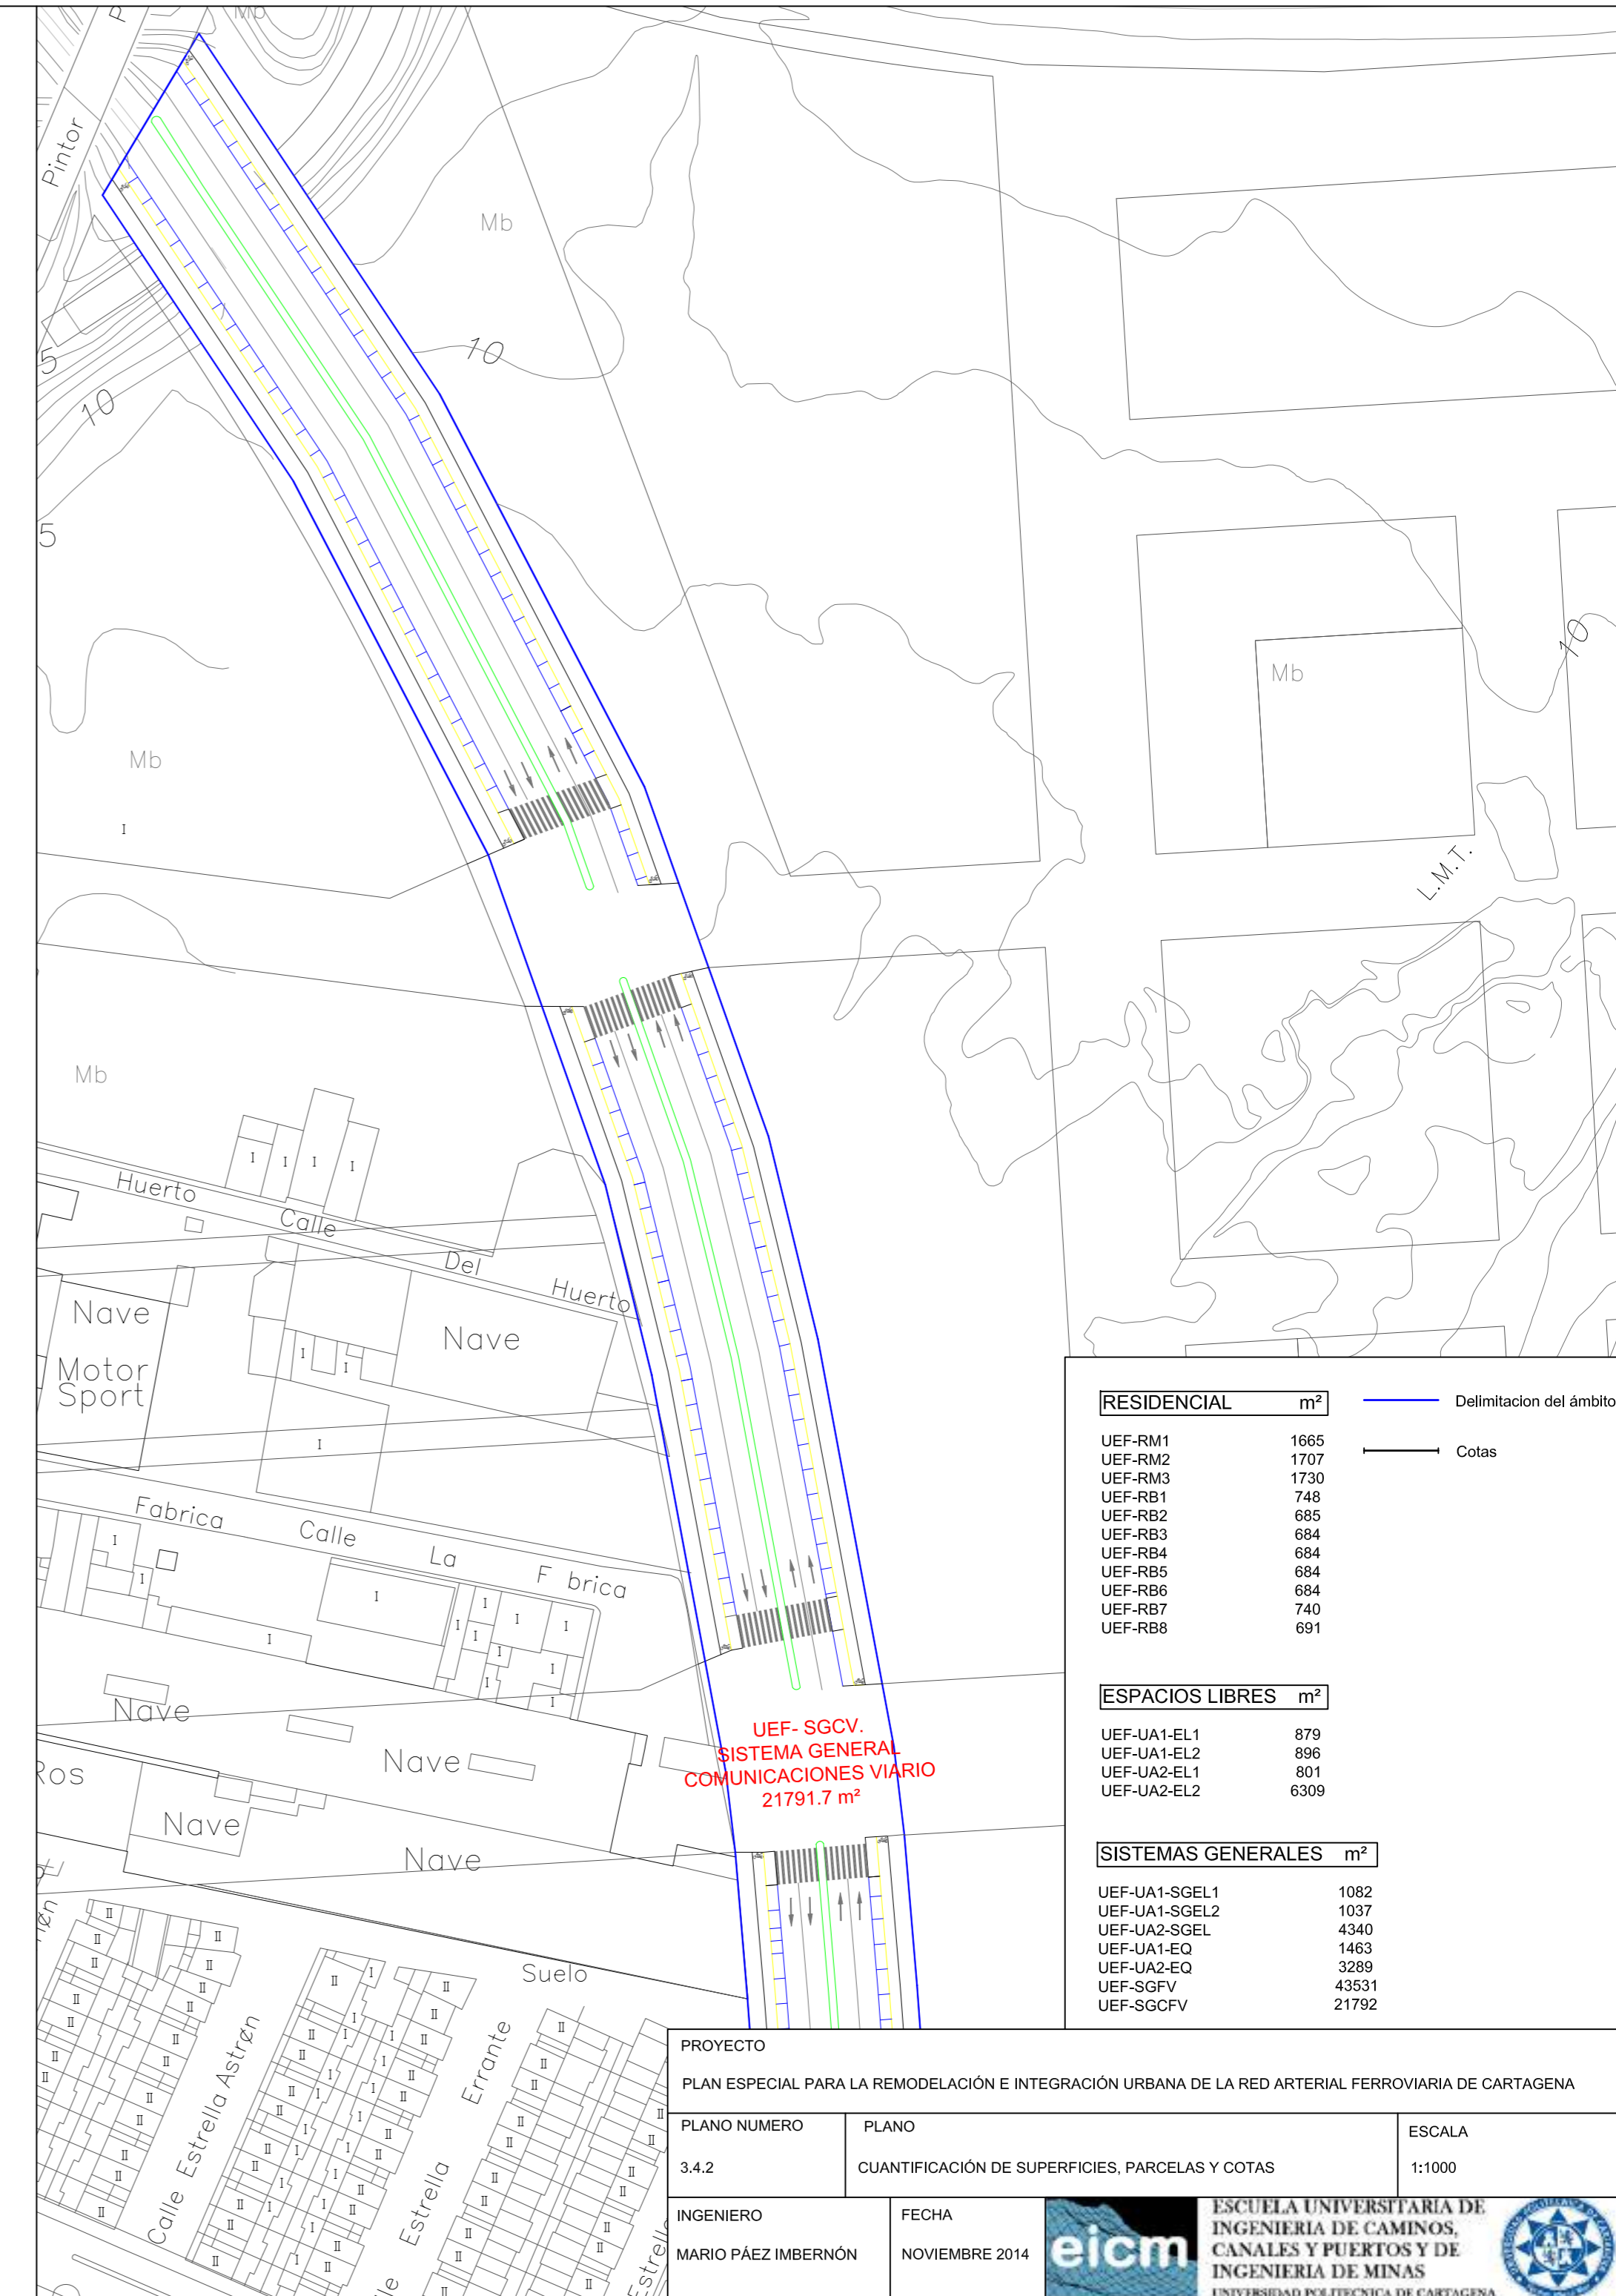 Mb
Pintor
Mb
10
5
10
5
10
Mb
Mb
I
L.M.T.
Mb
I I I I
Huerto
Calle
Del
Huerto
Nave
Nave
Motor
Sport
I I
I
RESIDENCIAL m²
UEF-RM1 1665
UEF-RM2 1707
UEF-RM3 1730
UEF-RB1 748
UEF-RB2 685
UEF-RB3 684
UEF-RB4 684
UEF-RB5 684
UEF-RB6 684
UEF-RB7 740
UEF-RB8 691
Delimitacion del ámbito
Cotas
ESPACIOS LIBRES m²
UEF-UA1-EL1 879
UEF-UA1-EL2 896
UEF-UA2-EL1 801
UEF-UA2-EL2 6309
SISTEMAS GENERALES m²
UEF-UA1-SGEL1 1082
UEF-UA1-SGEL2 1037
UEF-UA2-SGEL 4340
UEF-UA1-EQ 1463
UEF-UA2-EQ 3289
UEF-SGFV 43531
UEF-SGCFV 21792
Fabrica
Calle
La
F brica
Nave
UEF- SGCV.
SISTEMA GENERAL
COMUNICACIONES VIARIO
21791.7 m²
Nave
Ros
Nave
Nave
Suelo
Calle Estrella Astrøn
Estrella Errante
PROYECTO
PLAN ESPECIAL PARA LA REMODELACIÓN E INTEGRACIÓN URBANA DE LA RED ARTERIAL FERROVIARIA DE CARTAGENA
PLANO NUMERO
3.4.2
PLANO
CUANTIFICACIÓN DE SUPERFICIES, PARCELAS Y COTAS
ESCALA
1:1000
INGENIERO
MARIO PÁEZ IMBERNÓN
FECHA
NOVIEMBRE 2014
eicm
ESCUELA UNIVERSITARIA DE
INGENIERIA DE CAMINOS,
CANALES Y PUERTOS Y DE
INGENIERIA DE MINAS
UNIVERSIDAD POLITECNICA DE CARTAGENA